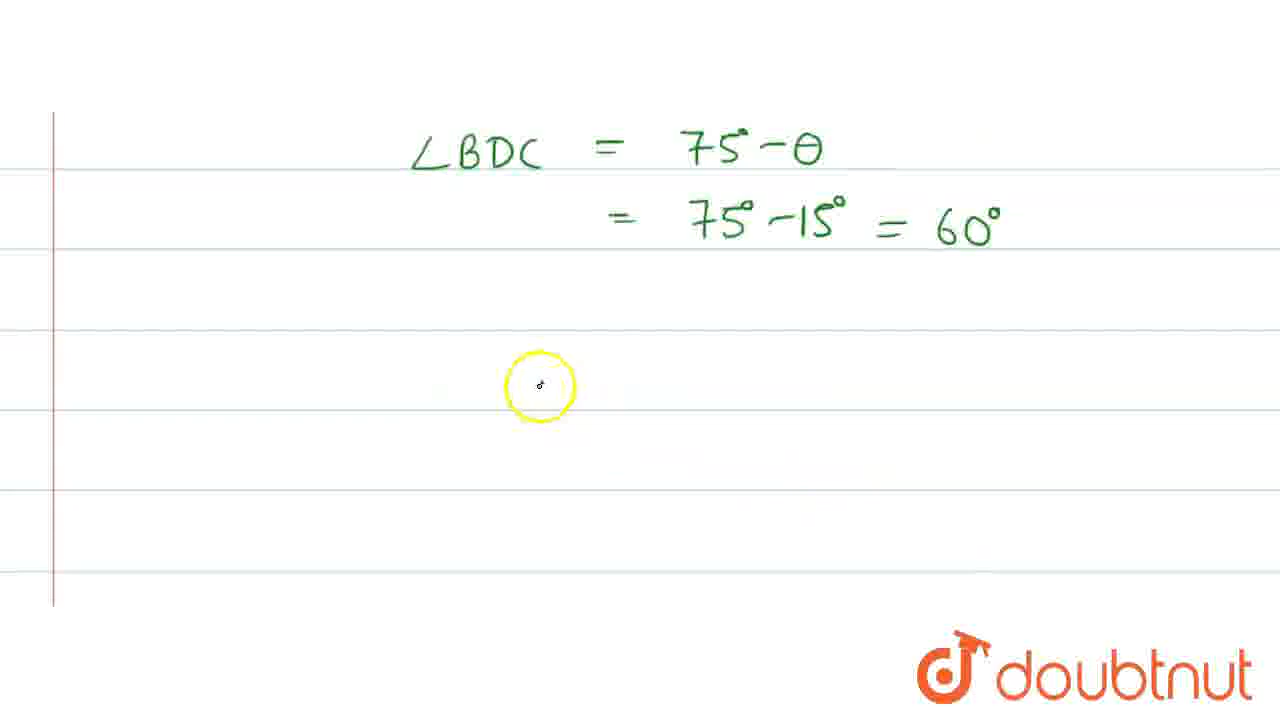 ∠BDC = 75° - θ
= 75° - 15° = 60°
doubtnut